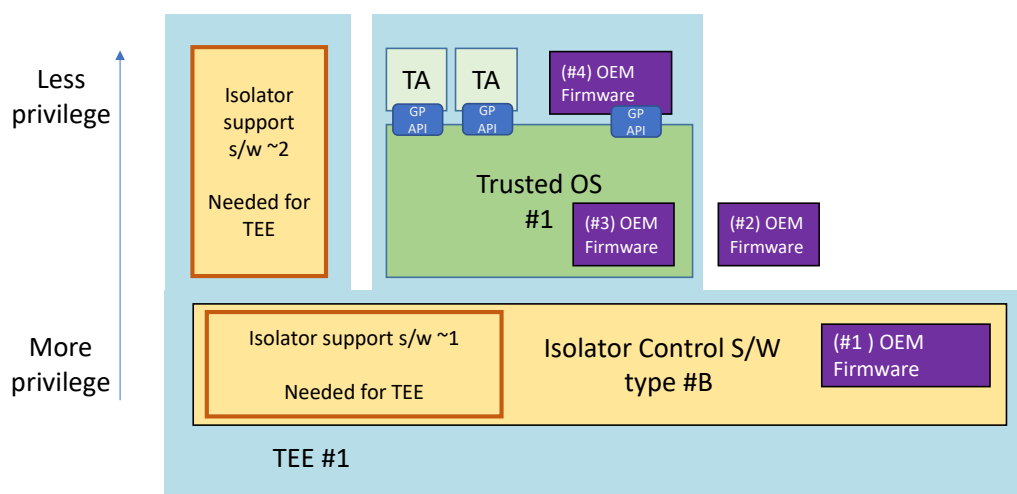 Less
privilege
Isolator
support
s/w ~2
Needed for
TEE
TA
TA
(#4) OEM
Firmware
GP
API
GP
API
GP
API
Trusted OS
#1
(#3) OEM
Firmware
(#2) OEM
Firmware
More
privilege
Isolator support s/w ~1
Needed for TEE
Isolator Control S/W
type #B
(#1 ) OEM
Firmware
TEE #1